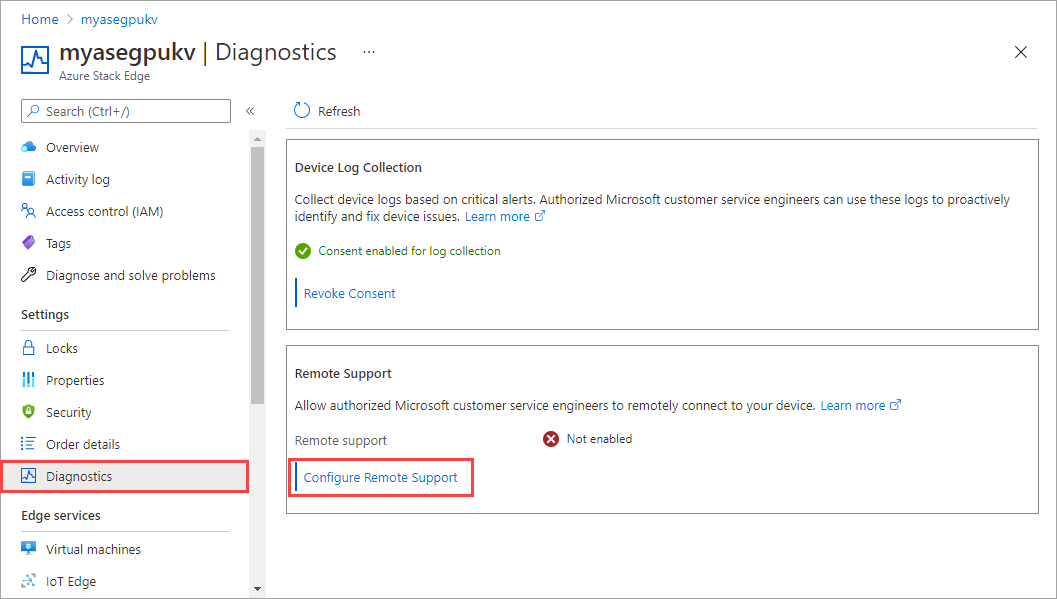 Home > myasegpukv
myasegpukv | Diagnostics ...
Azure Stack Edge
Search (Ctrl+/)
«
Overview
Activity log
Access control (IAM)
Tags
Diagnose and solve problems
Settings
Locks
Properties
Security
Order details
Diagnostics
Edge services
Virtual machines
IoT Edge
Refresh
Device Log Collection
Collect device logs based on critical alerts. Authorized Microsoft customer service engineers can use these logs to proactively
identify and fix device issues. Learn more
Consent enabled for log collection
Revoke Consent
Remote Support
Allow authorized Microsoft customer service engineers to remotely connect to your device. Learn more
Remote support Not enabled
Configure Remote Support